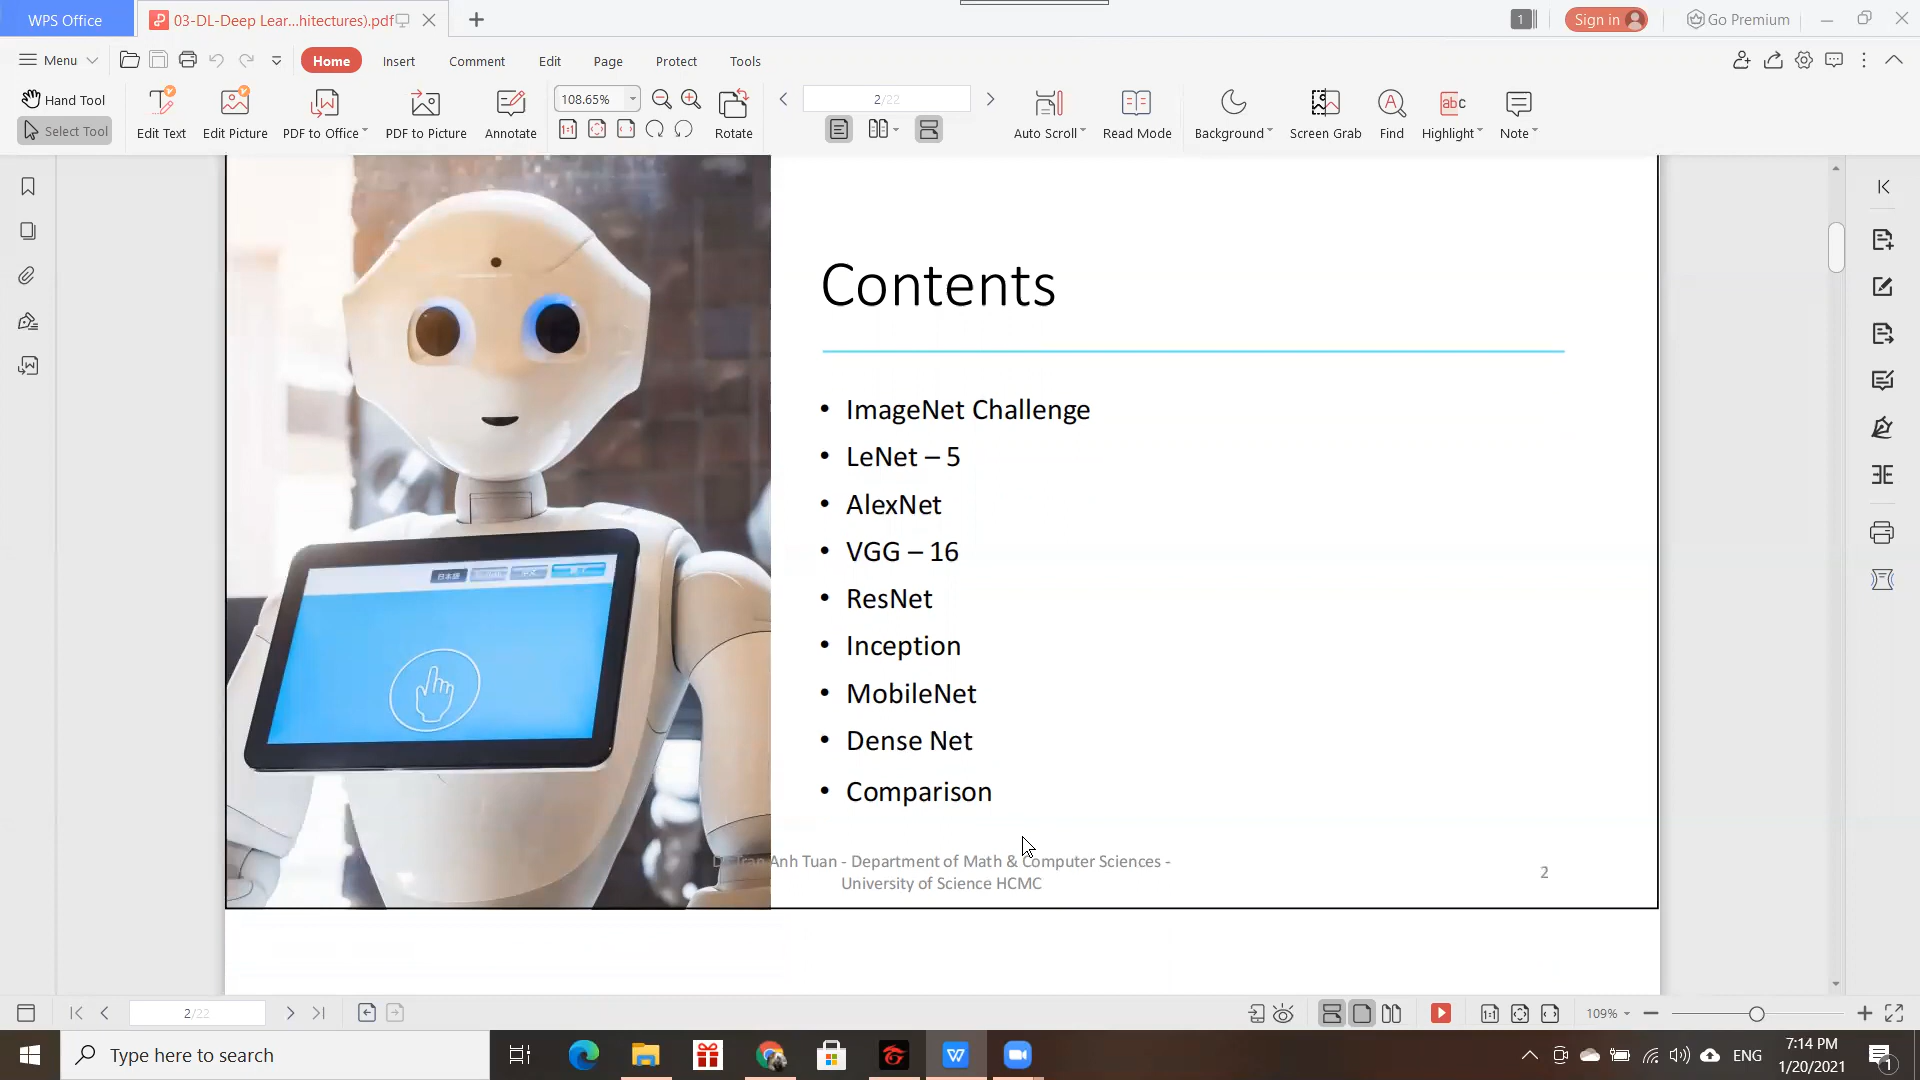 WPS Office
03-DL-Deep Lear...hitectures).pdf
1
Sign in
Go Premium
Menu
Home
Insert
Comment
Edit
Page
Protect
Tools
Hand Tool
Select Tool
Edit Text
Edit Picture
PDF to Office
PDF to Picture
Annotate
108.65%
Rotate
2/22
Auto Scroll
Read Mode
Background
Screen Grab
Find
Highlight
Note
Contents
• ImageNet Challenge
• LeNet – 5
• AlexNet
• VGG – 16
• ResNet
• Inception
• MobileNet
• Dense Net
• Comparison
日本語
Anh Tuan - Department of Math & Computer Sciences -
University of Science HCMC
2
2/22
109%
Type here to search
ENG
7:14 PM
1/20/2021
1